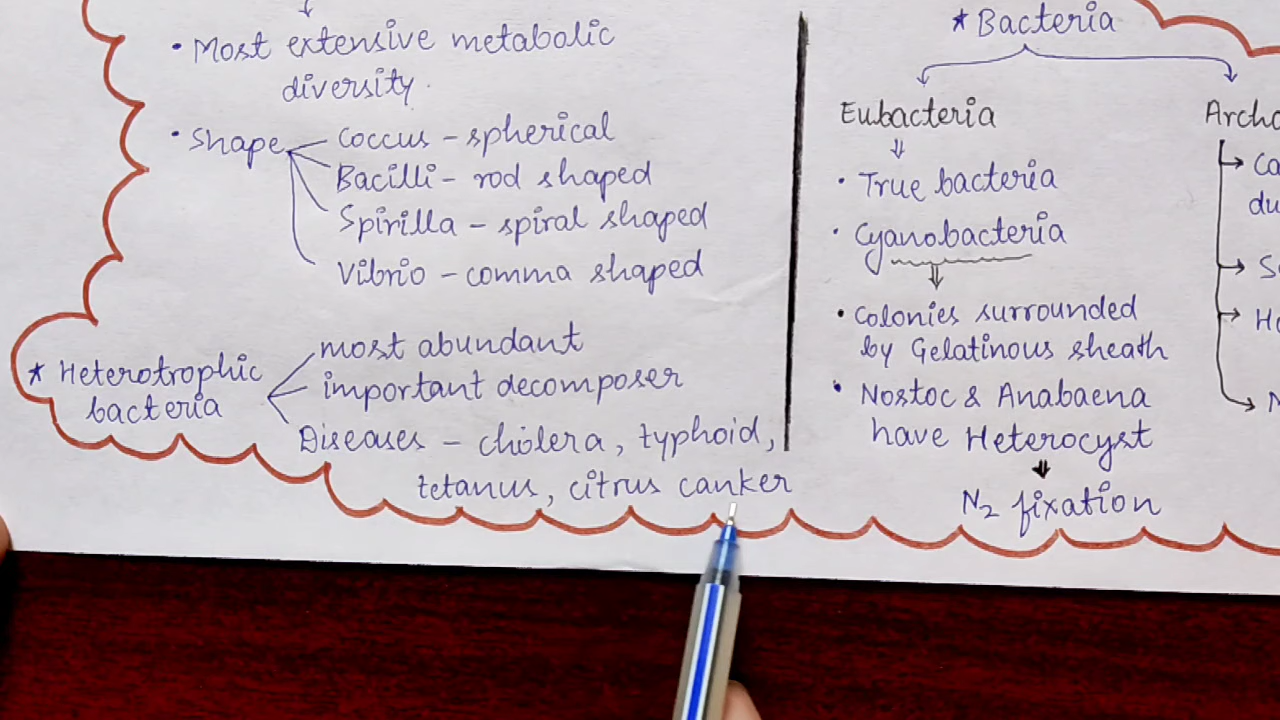 • Most extensive metabolic
diversity.
• Shape
Coccus - spherical
Bacilli - rod shaped
Spirilla - spiral shaped
Vibrio - comma shaped
* Heterotrophic
bacteria
most abundant
important decomposer
Diseases - cholera, typhoid,
tetanus, citrus canker
* Bacteria
Eubacteria
• True bacteria
• Cyanobacteria
• Colonies surrounded
by Gelatinous sheath
• Nostoc & Anabaena
have Heterocyst
N₂ fixation